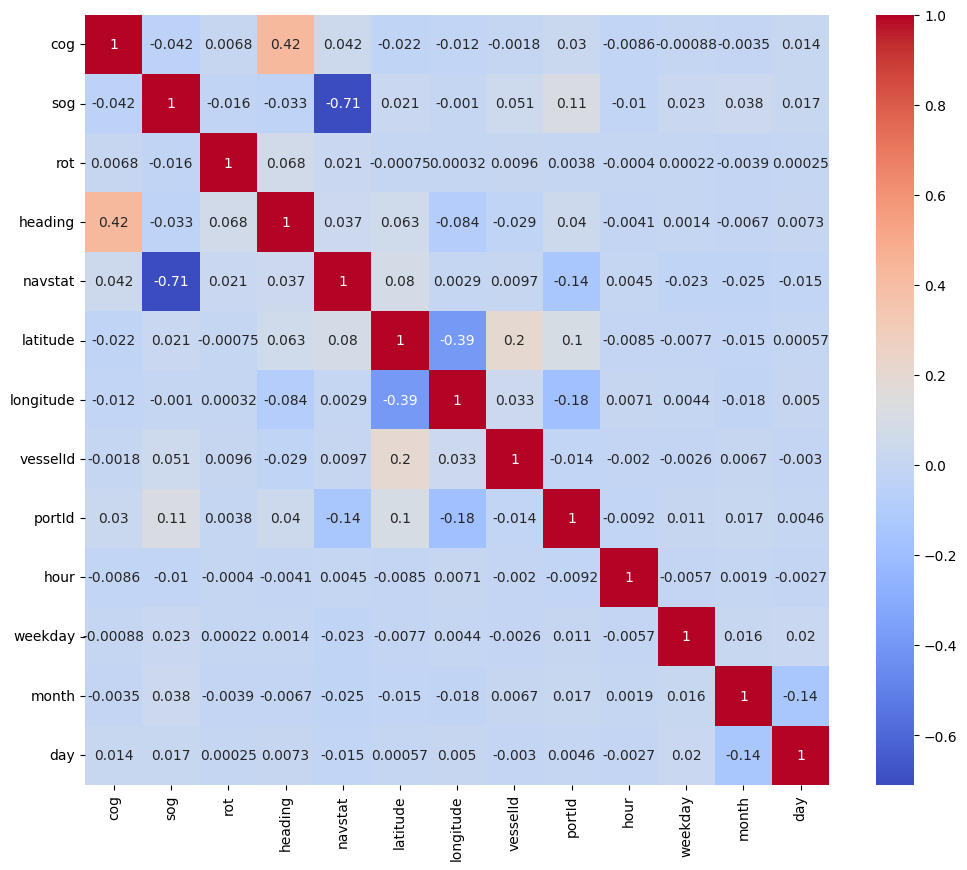 cog 1 -0.042 0.0068 0.42 0.042 -0.022 -0.012 -0.0018 0.03 -0.0086 -0.00088 -0.0035 0.014
sog -0.042 1 -0.016 -0.033 -0.71 0.021 -0.001 0.051 0.11 -0.01 0.023 0.038 0.017
rot 0.0068 -0.016 1 0.068 0.021 -0.00075 0.00032 0.0096 0.0038 -0.0004 0.00022 -0.0039 0.00025
heading 0.42 -0.033 0.068 1 0.037 0.063 -0.084 -0.029 0.04 -0.0041 0.0014 -0.0067 0.0073
navstat 0.042 -0.71 0.021 0.037 1 0.08 0.0029 0.0097 -0.14 0.0045 -0.023 -0.025 -0.015
latitude -0.022 0.021 -0.00075 0.063 0.08 1 -0.39 0.2 0.1 -0.0085 -0.0077 -0.015 0.00057
longitude -0.012 -0.001 0.00032 -0.084 0.0029 -0.39 1 0.033 -0.18 0.0071 0.0044 -0.018 0.005
vesselId -0.0018 0.051 0.0096 -0.029 0.0097 0.2 0.033 1 -0.014 -0.002 -0.0026 0.0067 -0.003
portId 0.03 0.11 0.0038 0.04 -0.14 0.1 -0.18 -0.014 1 -0.0092 0.011 0.017 0.0046
hour -0.0086 -0.01 -0.0004 -0.0041 0.0045 -0.0085 0.0071 -0.002 -0.0092 1 -0.0057 0.0019 -0.0027
weekday -0.00088 0.023 0.00022 0.0014 -0.023 -0.0077 0.0044 -0.0026 0.011 -0.0057 1 0.016 0.02
month -0.0035 0.038 -0.0039 -0.0067 -0.025 -0.015 -0.018 0.0067 0.017 0.0019 0.016 1 -0.14
day 0.014 0.017 0.00025 0.0073 -0.015 0.00057 0.005 -0.003 0.0046 -0.0027 0.02 -0.14 1
cog sog rot heading navstat latitude longitude vesselId portId hour weekday month day
1.0
0.8
0.6
0.4
0.2
0.0
−0.2
−0.4
−0.6